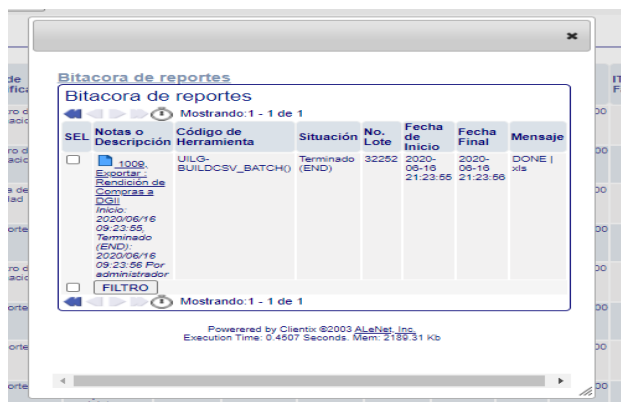 Bitacora de reportes
Bitacora de reportes
Mostrando:1 - 1 de 1
SEL Notas o Descripción Código de Herramienta Situación No. Lote Fecha de Inicio Fecha Final Mensaje
1009, Exportar : Rendición de Compras a DGII
Inicio: 2020/06/16 09:23:55, Terminado (END): 2020/06/16 09:23:56 Por administrador
UILG-BUILDCSV_BATCH()
Terminado (END)
32252
2020-06-16 21:23:55
2020-06-16 21:23:56
DONE | xls
FILTRO
Mostrando:1 - 1 de 1
Powerered by Clientix ©2003 ALeNet, Inc.
Execution Time: 0.4507 Seconds. Mem: 2189.31 Kb